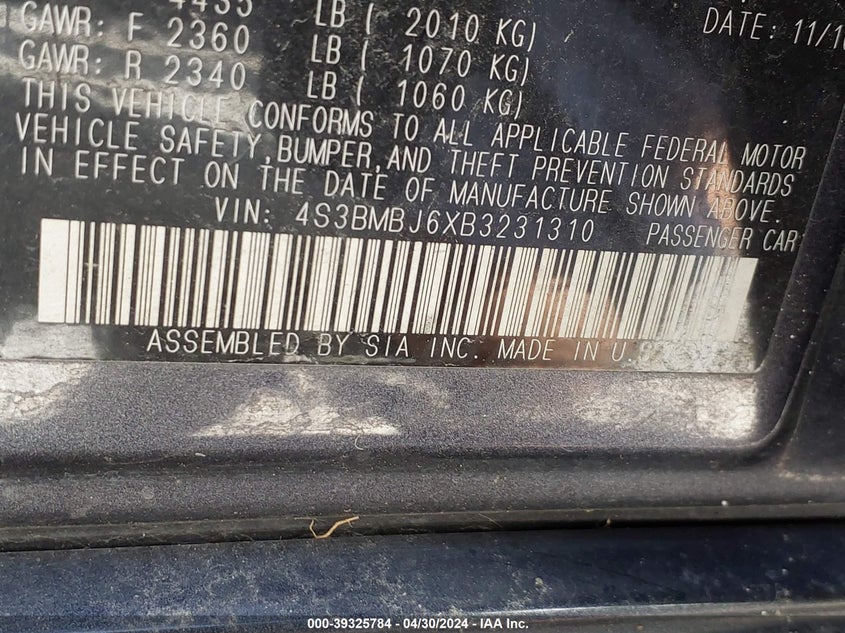 4435 LB ( 2010 KG)
DATE: 11/10
GAWR: F 2360 LB ( 1070 KG)
GAWR: R 2340 LB ( 1060 KG)
THIS VEHICLE CONFORMS TO ALL APPLICABLE FEDERAL MOTOR
VEHICLE SAFETY, BUMPER, AND THEFT PREVENTION STANDARDS
IN EFFECT ON THE DATE OF MANUFACTURE SHOWN ABOVE.
VIN: 4S3BMBJ6XB3231310 PASSENGER CAR
ASSEMBLED BY SIA INC. MADE IN
000-39325784 - 04/30/2024 - IAA Inc.